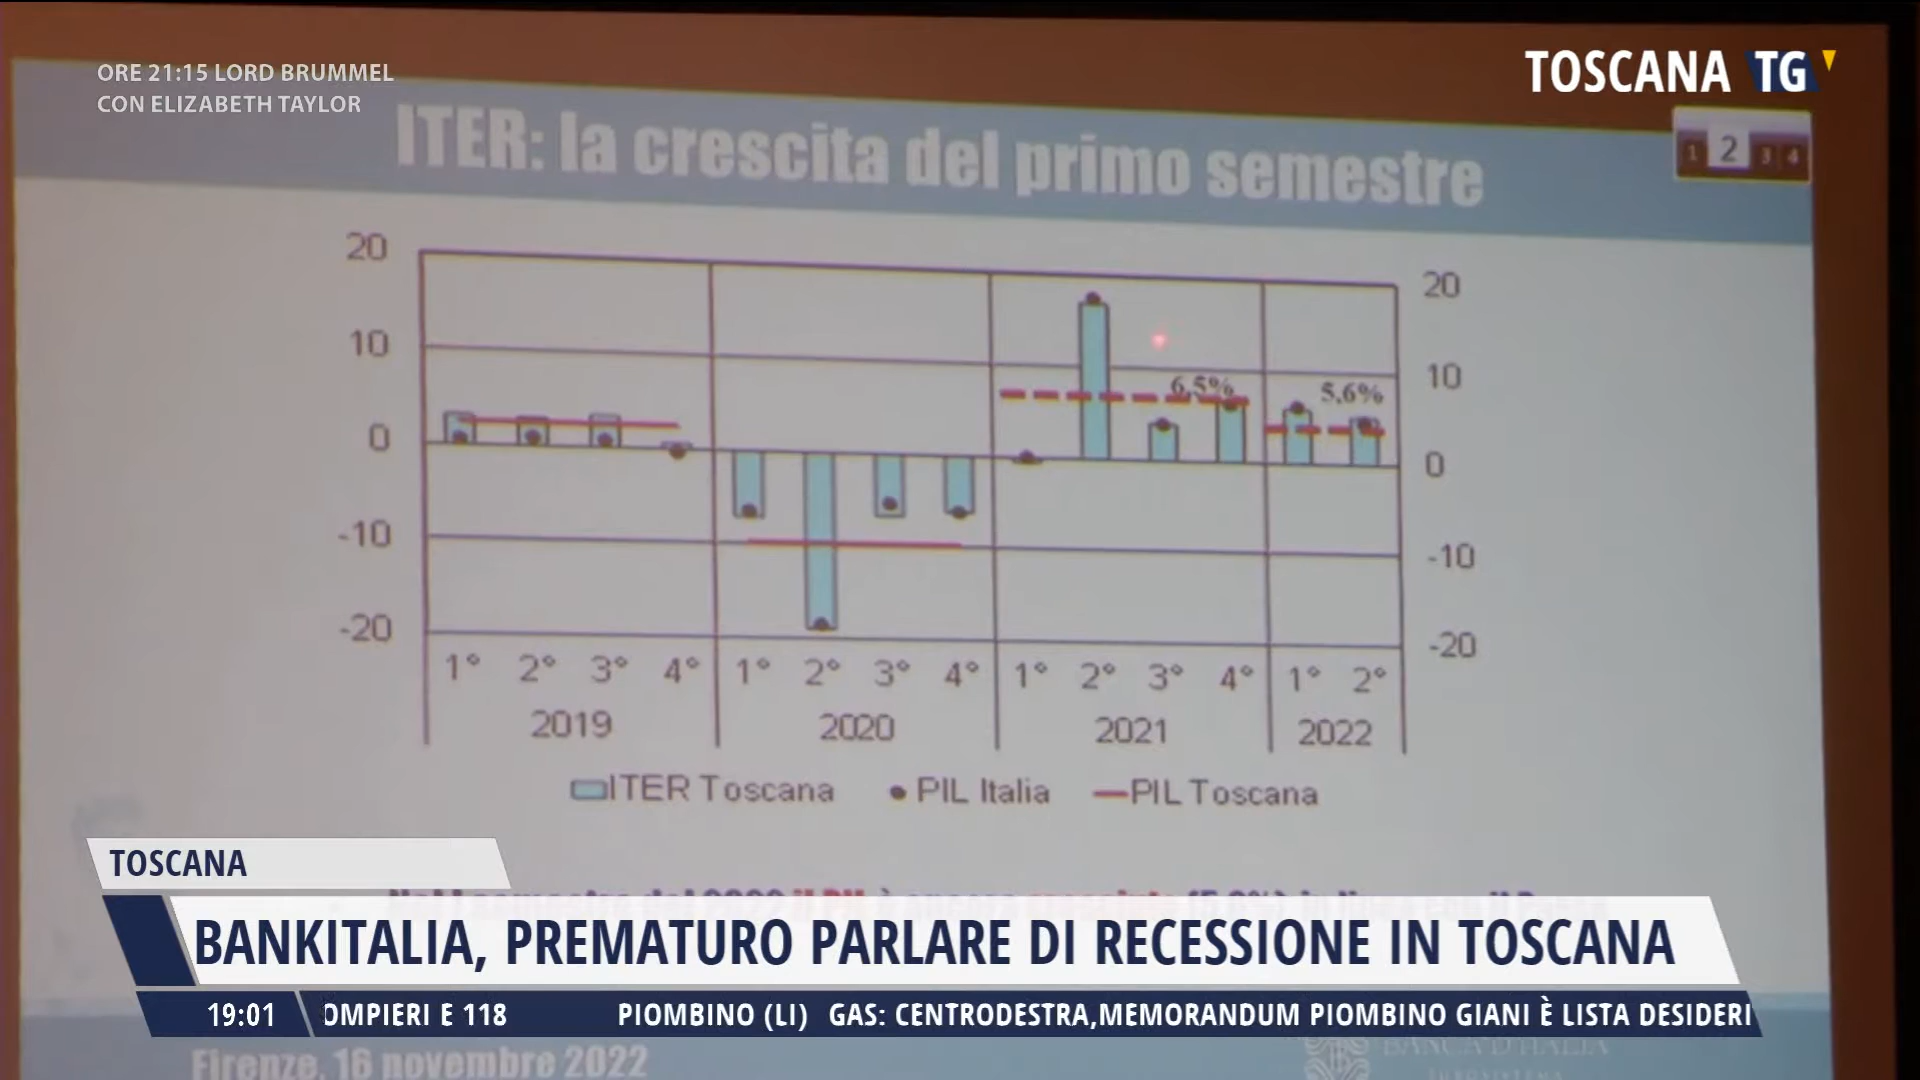 ORE 21:15 LORD BRUMMEL
CON ELIZABETH TAYLOR
TOSCANA TG
1 2 3 4
ITER: la crescita del primo semestre
20 20
10 10
6,5% 5,6%
0 0
-10 -10
-20 -20
1° 2° 3° 4° 1° 2° 3° 4° 1° 2° 3° 4° 1° 2°
2019 2020 2021 2022
ITER Toscana PIL Italia PIL Toscana
TOSCANA
BANKITALIA, PREMATURO PARLARE DI RECESSIONE IN TOSCANA
19:01 OMPIERI E 118 PIOMBINO (LI) GAS: CENTRODESTRA,MEMORANDUM PIOMBINO GIANI È LISTA DESIDERI
Firenze, 16 novembre 2022
BANCA D'ITALIA